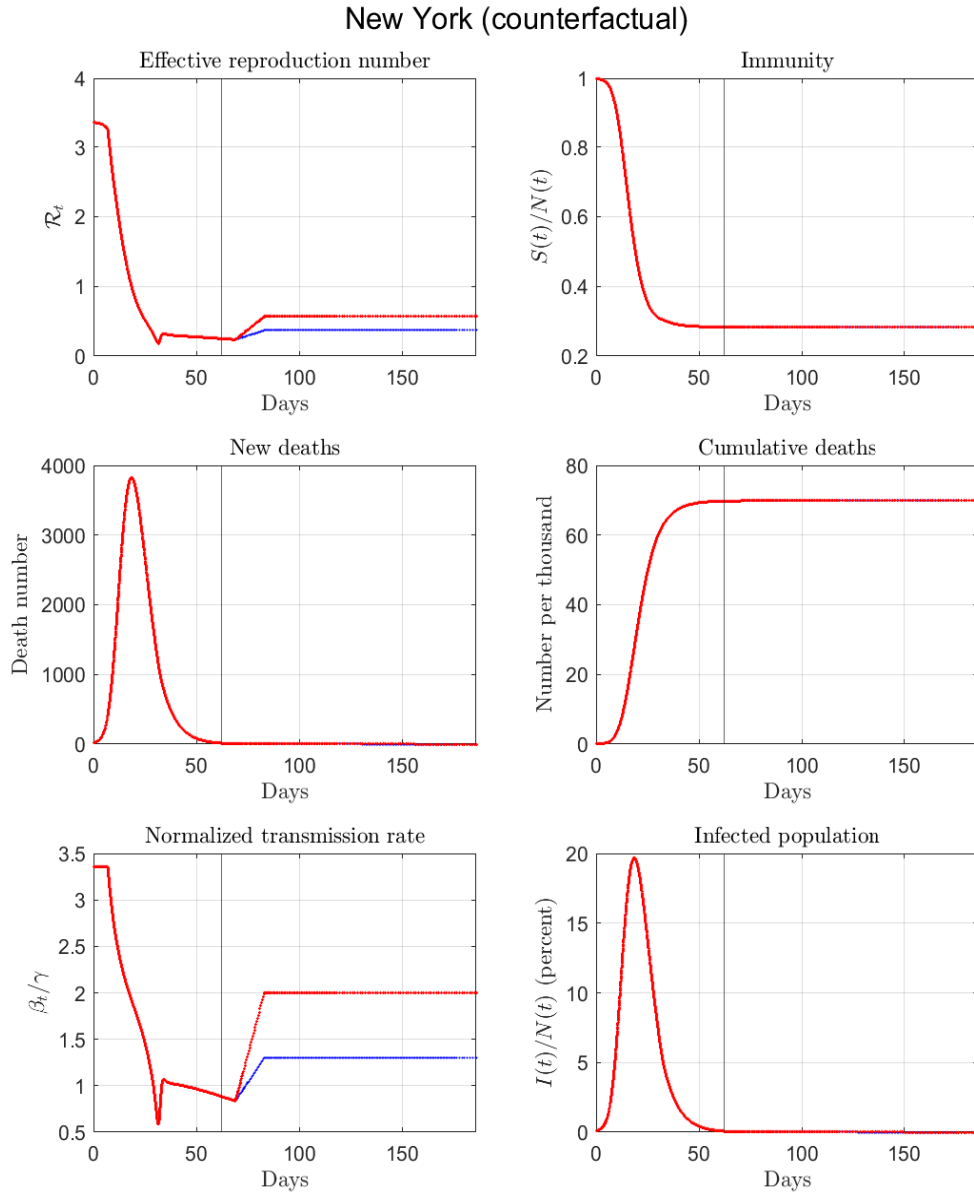 New York (counterfactual)
Effective reproduction number
4
3
2
1
0
ℛₜ
0 50 100 150
Days
Immunity
1
0.8
0.6
0.4
0.2
S(t)/N(t)
0 50 100 150
Days
New deaths
4000
3000
2000
1000
0
Death number
0 50 100 150
Days
Cumulative deaths
80
60
40
20
0
Number per thousand
0 50 100 150
Days
Normalized transmission rate
3.5
3
2.5
2
1.5
1
0.5
βₜ/γ
0 50 100 150
Days
Infected population
20
15
10
5
0
I(t)/N(t) (percent)
0 50 100 150
Days